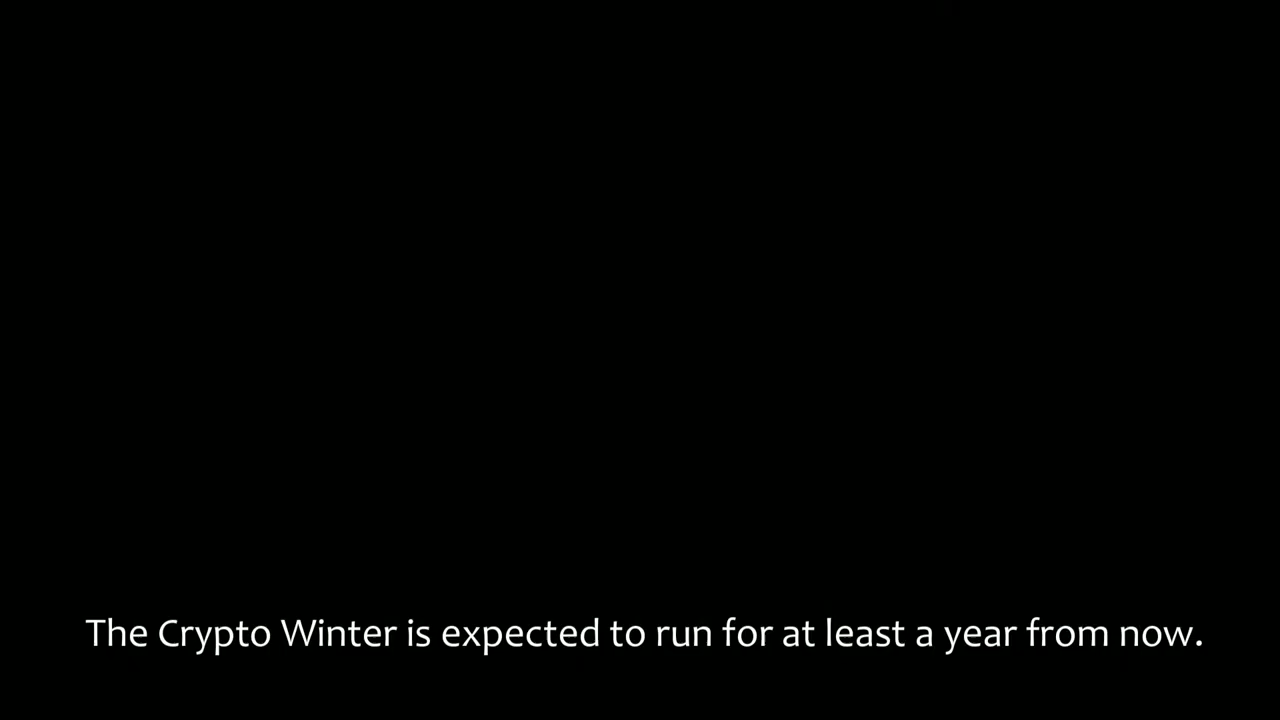 The Crypto Winter is expected to run for at least a year from now.